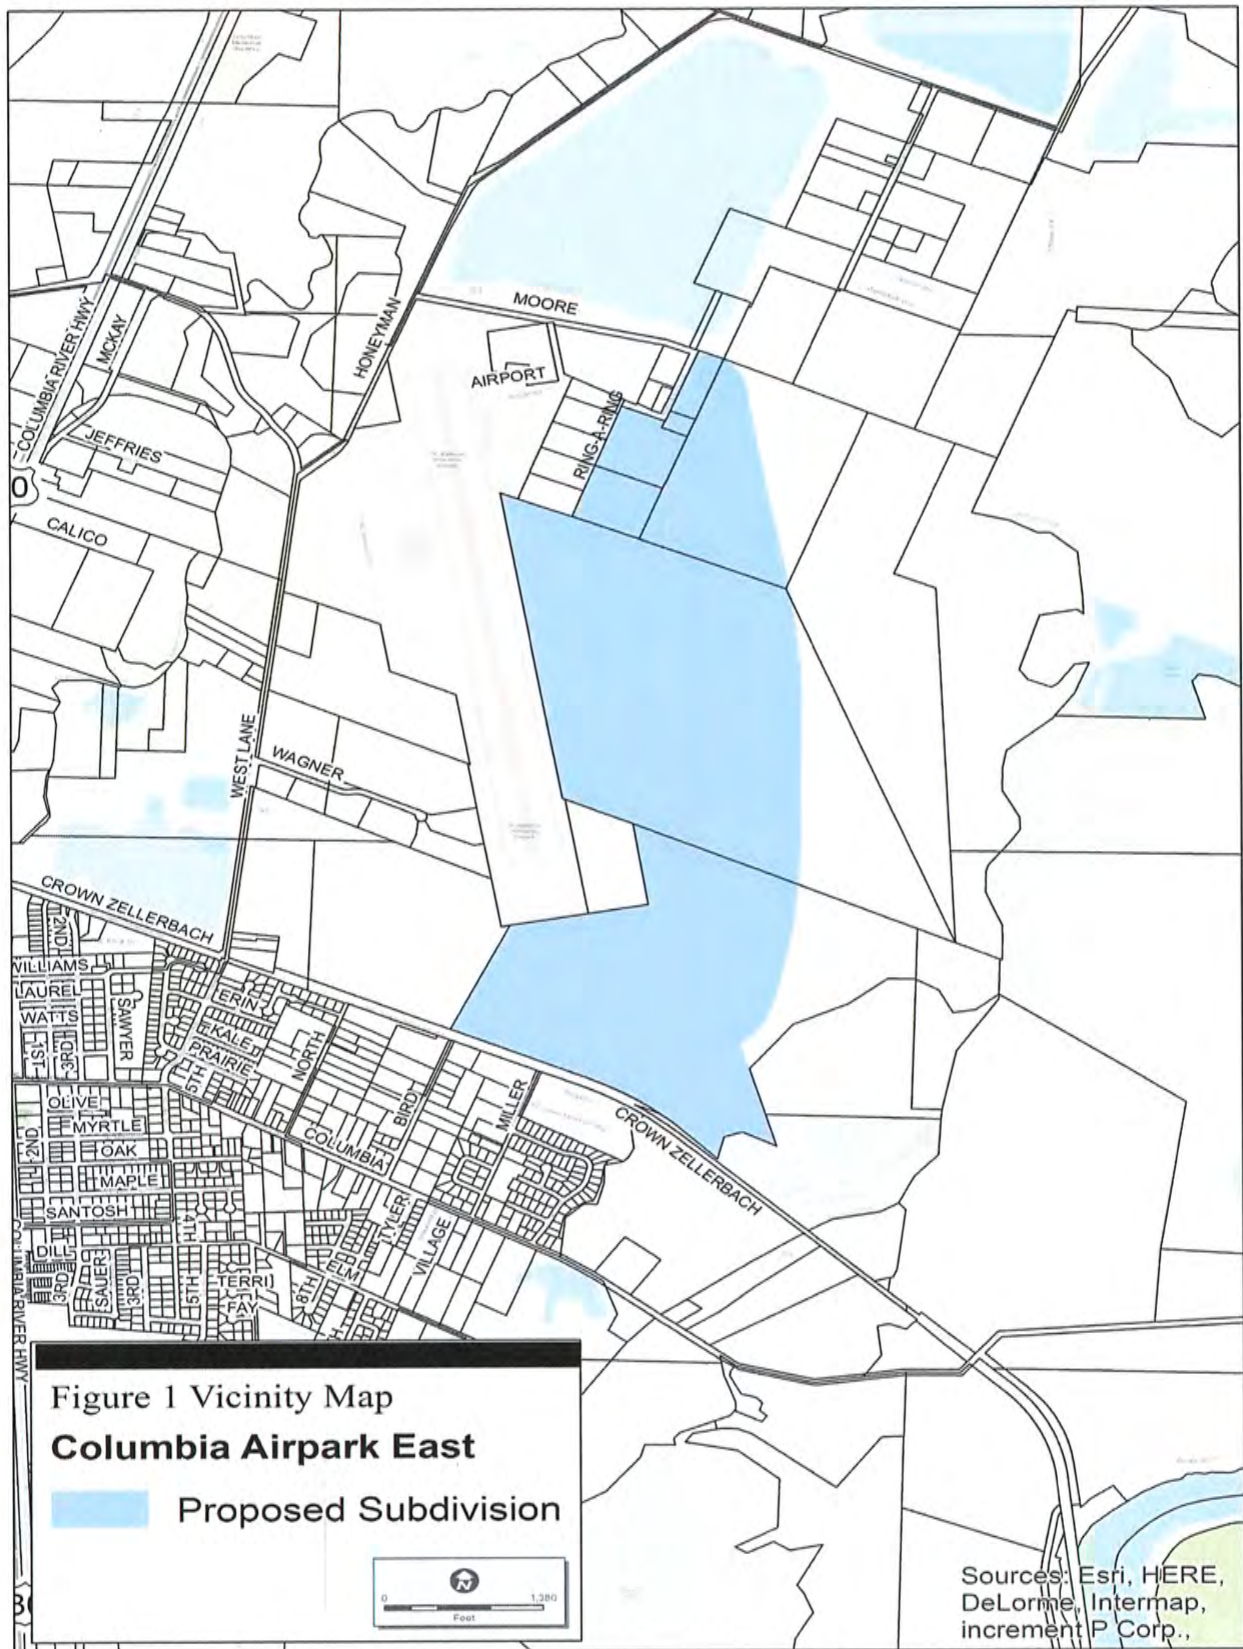 MOORE
HONEYMAN
COLUMBIA RIVER HWY
MCKAY
AIRPORT
RING-A-RING
JEFFRIES
CALICO
WEST LANE
WAGNER
CROWN ZELLERBACH
2ND
WILLIAMS
LAUREL
WATTS
1ST
3RD
SAWYER
ERIN
KALE
PRAIRIE
5TH
NORTH
BIRD
MILLER
CROWN ZELLERBACH
OLIVE
MYRTLE
2ND
OAK
COLUMBIA
MAPLE
SANTOSH
4TH
TYLER
VILLAGE
DILL
3RD
SAUER
3RD
5TH
TERRI
FAY
8TH
ELM
COLUMBIA RIVER HWY
Figure 1 Vicinity Map
Columbia Airpark East
Proposed Subdivision
N
0 1,380
Feet
Sources: Esri, HERE,
DeLorme, Intermap,
increment P Corp.,